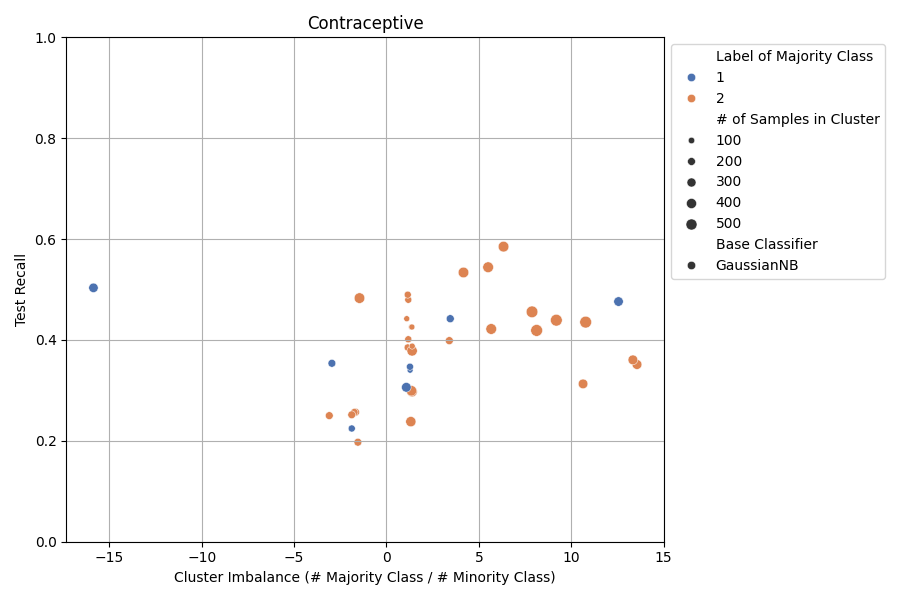 Contraceptive
1.0
0.8
0.6
0.4
0.2
0.0
Test Recall
−15
−10
−5
0
5
10
15
Cluster Imbalance (# Majority Class / # Minority Class)
Label of Majority Class
1
2
# of Samples in Cluster
100
200
300
400
500
Base Classifier
GaussianNB